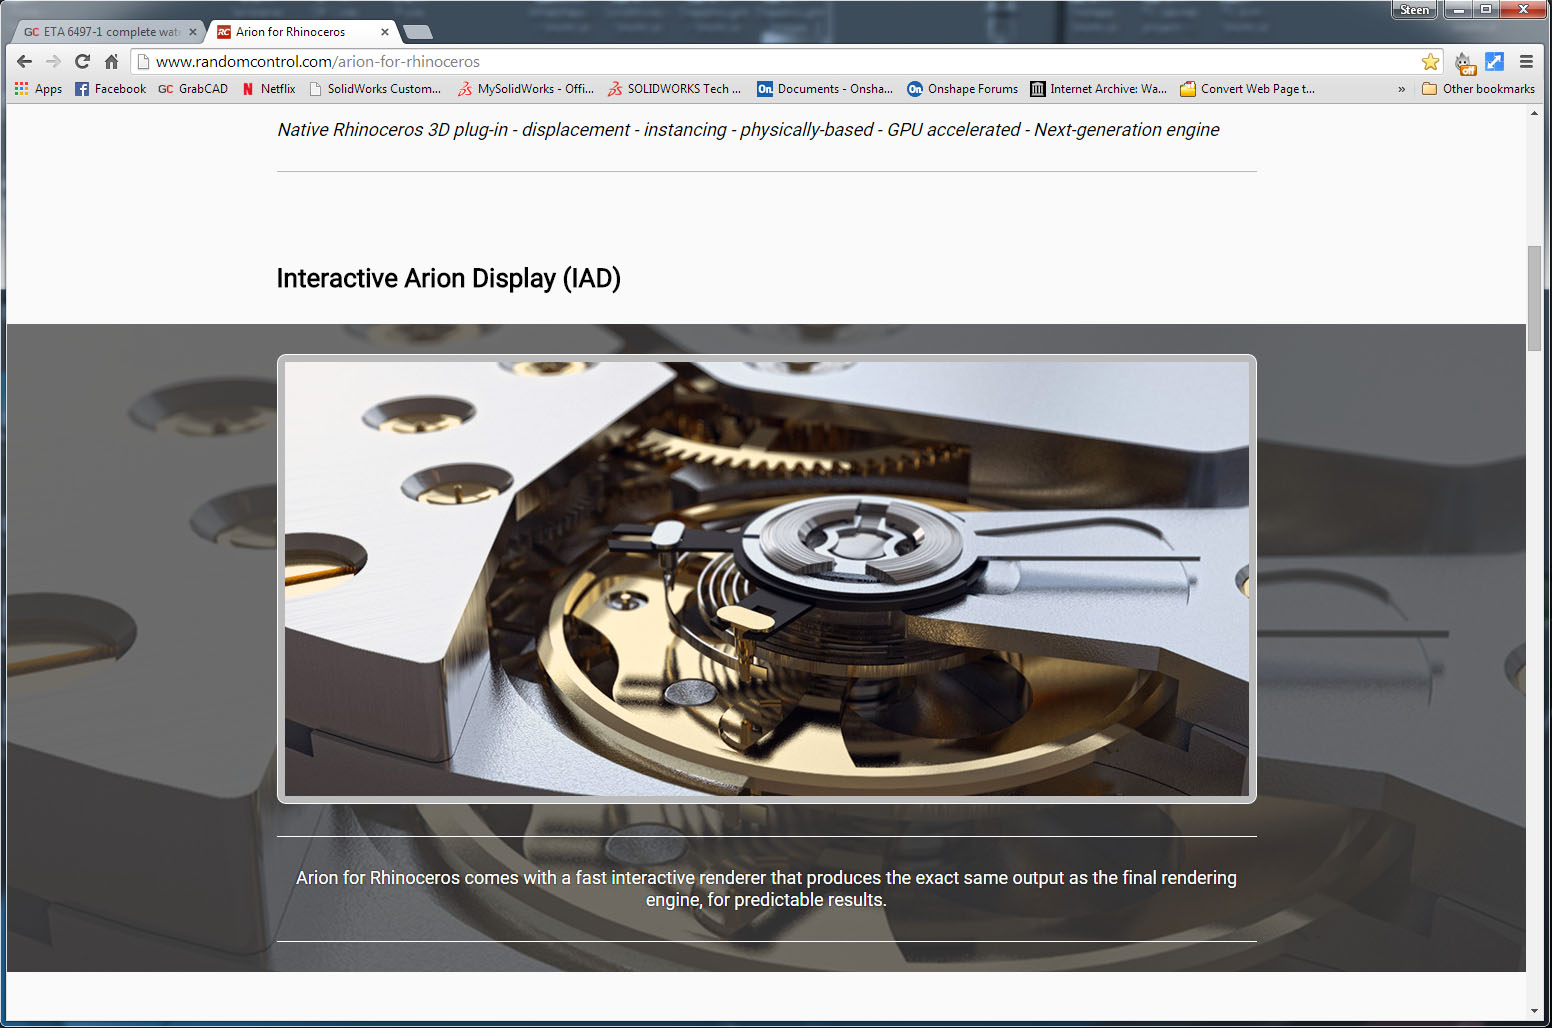 Steen
GC ETA 6497-1 complete wat
RC Arion for Rhinoceros
www.randomcontrol.com/arion-for-rhinoceros
off
Apps
Facebook
GC GrabCAD
N Netflix
SolidWorks Custom...
MySolidWorks - Offi...
SOLIDWORKS Tech ...
On Documents - Onsha...
On Onshape Forums
Internet Archive: Wa...
Convert Web Page t...
»
Other bookmarks
Native Rhinoceros 3D plug-in - displacement - instancing - physically-based - GPU accelerated - Next-generation engine
Interactive Arion Display (IAD)
Arion for Rhinoceros comes with a fast interactive renderer that produces the exact same output as the final rendering
engine, for predictable results.